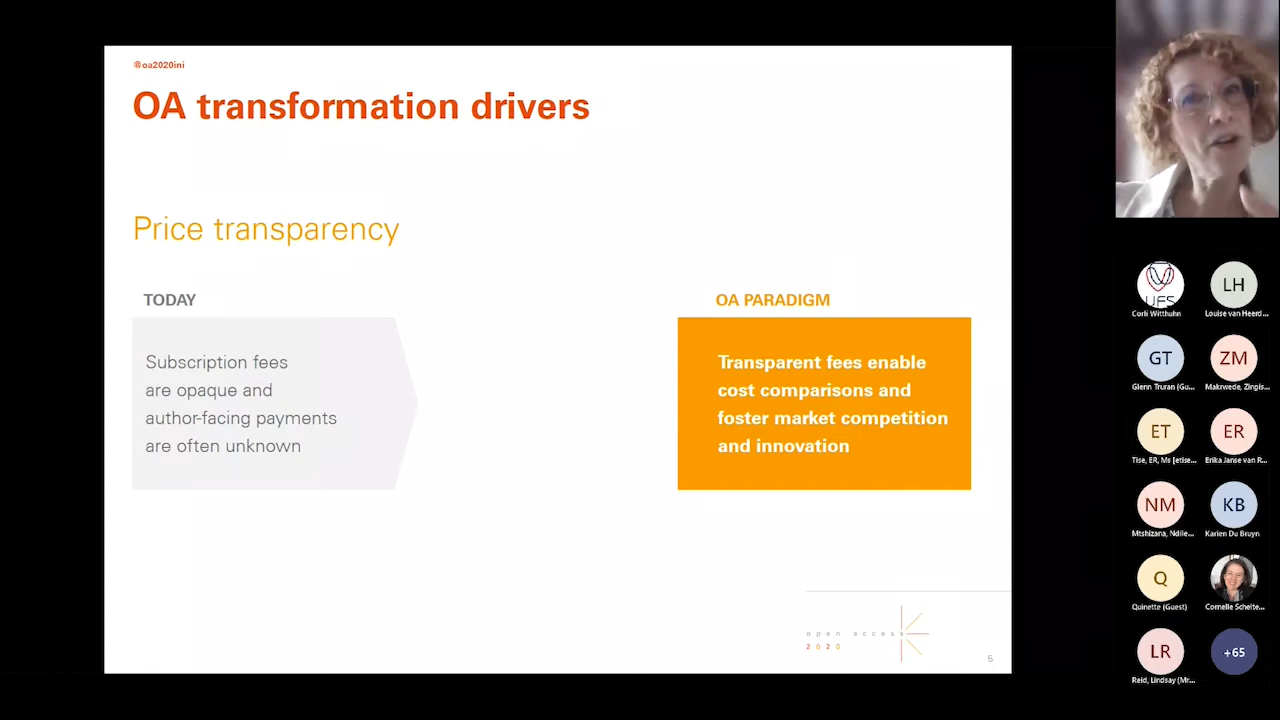 @oa2020ini
OA transformation drivers
Price transparency
TODAY
Subscription fees
are opaque and
author-facing payments
are often unknown
OA PARADIGM
Transparent fees enable
cost comparisons and
foster market competition
and innovation
open access
2020
5
UFS
Corli Witthuhn
LH
Louise van Heerd...
GT
Glenn Truran (Gu...
ZM
Makwede, Zingis...
ET
Tise, ER, Ms [etise...
ER
Erika Janse van R...
NM
Mtshizana, Ndile...
KB
Karien Du Bruyn
Q
Quinette (Guest)
Cornelle Scholte...
LR
Reid, Lindsay (Mr...
+65